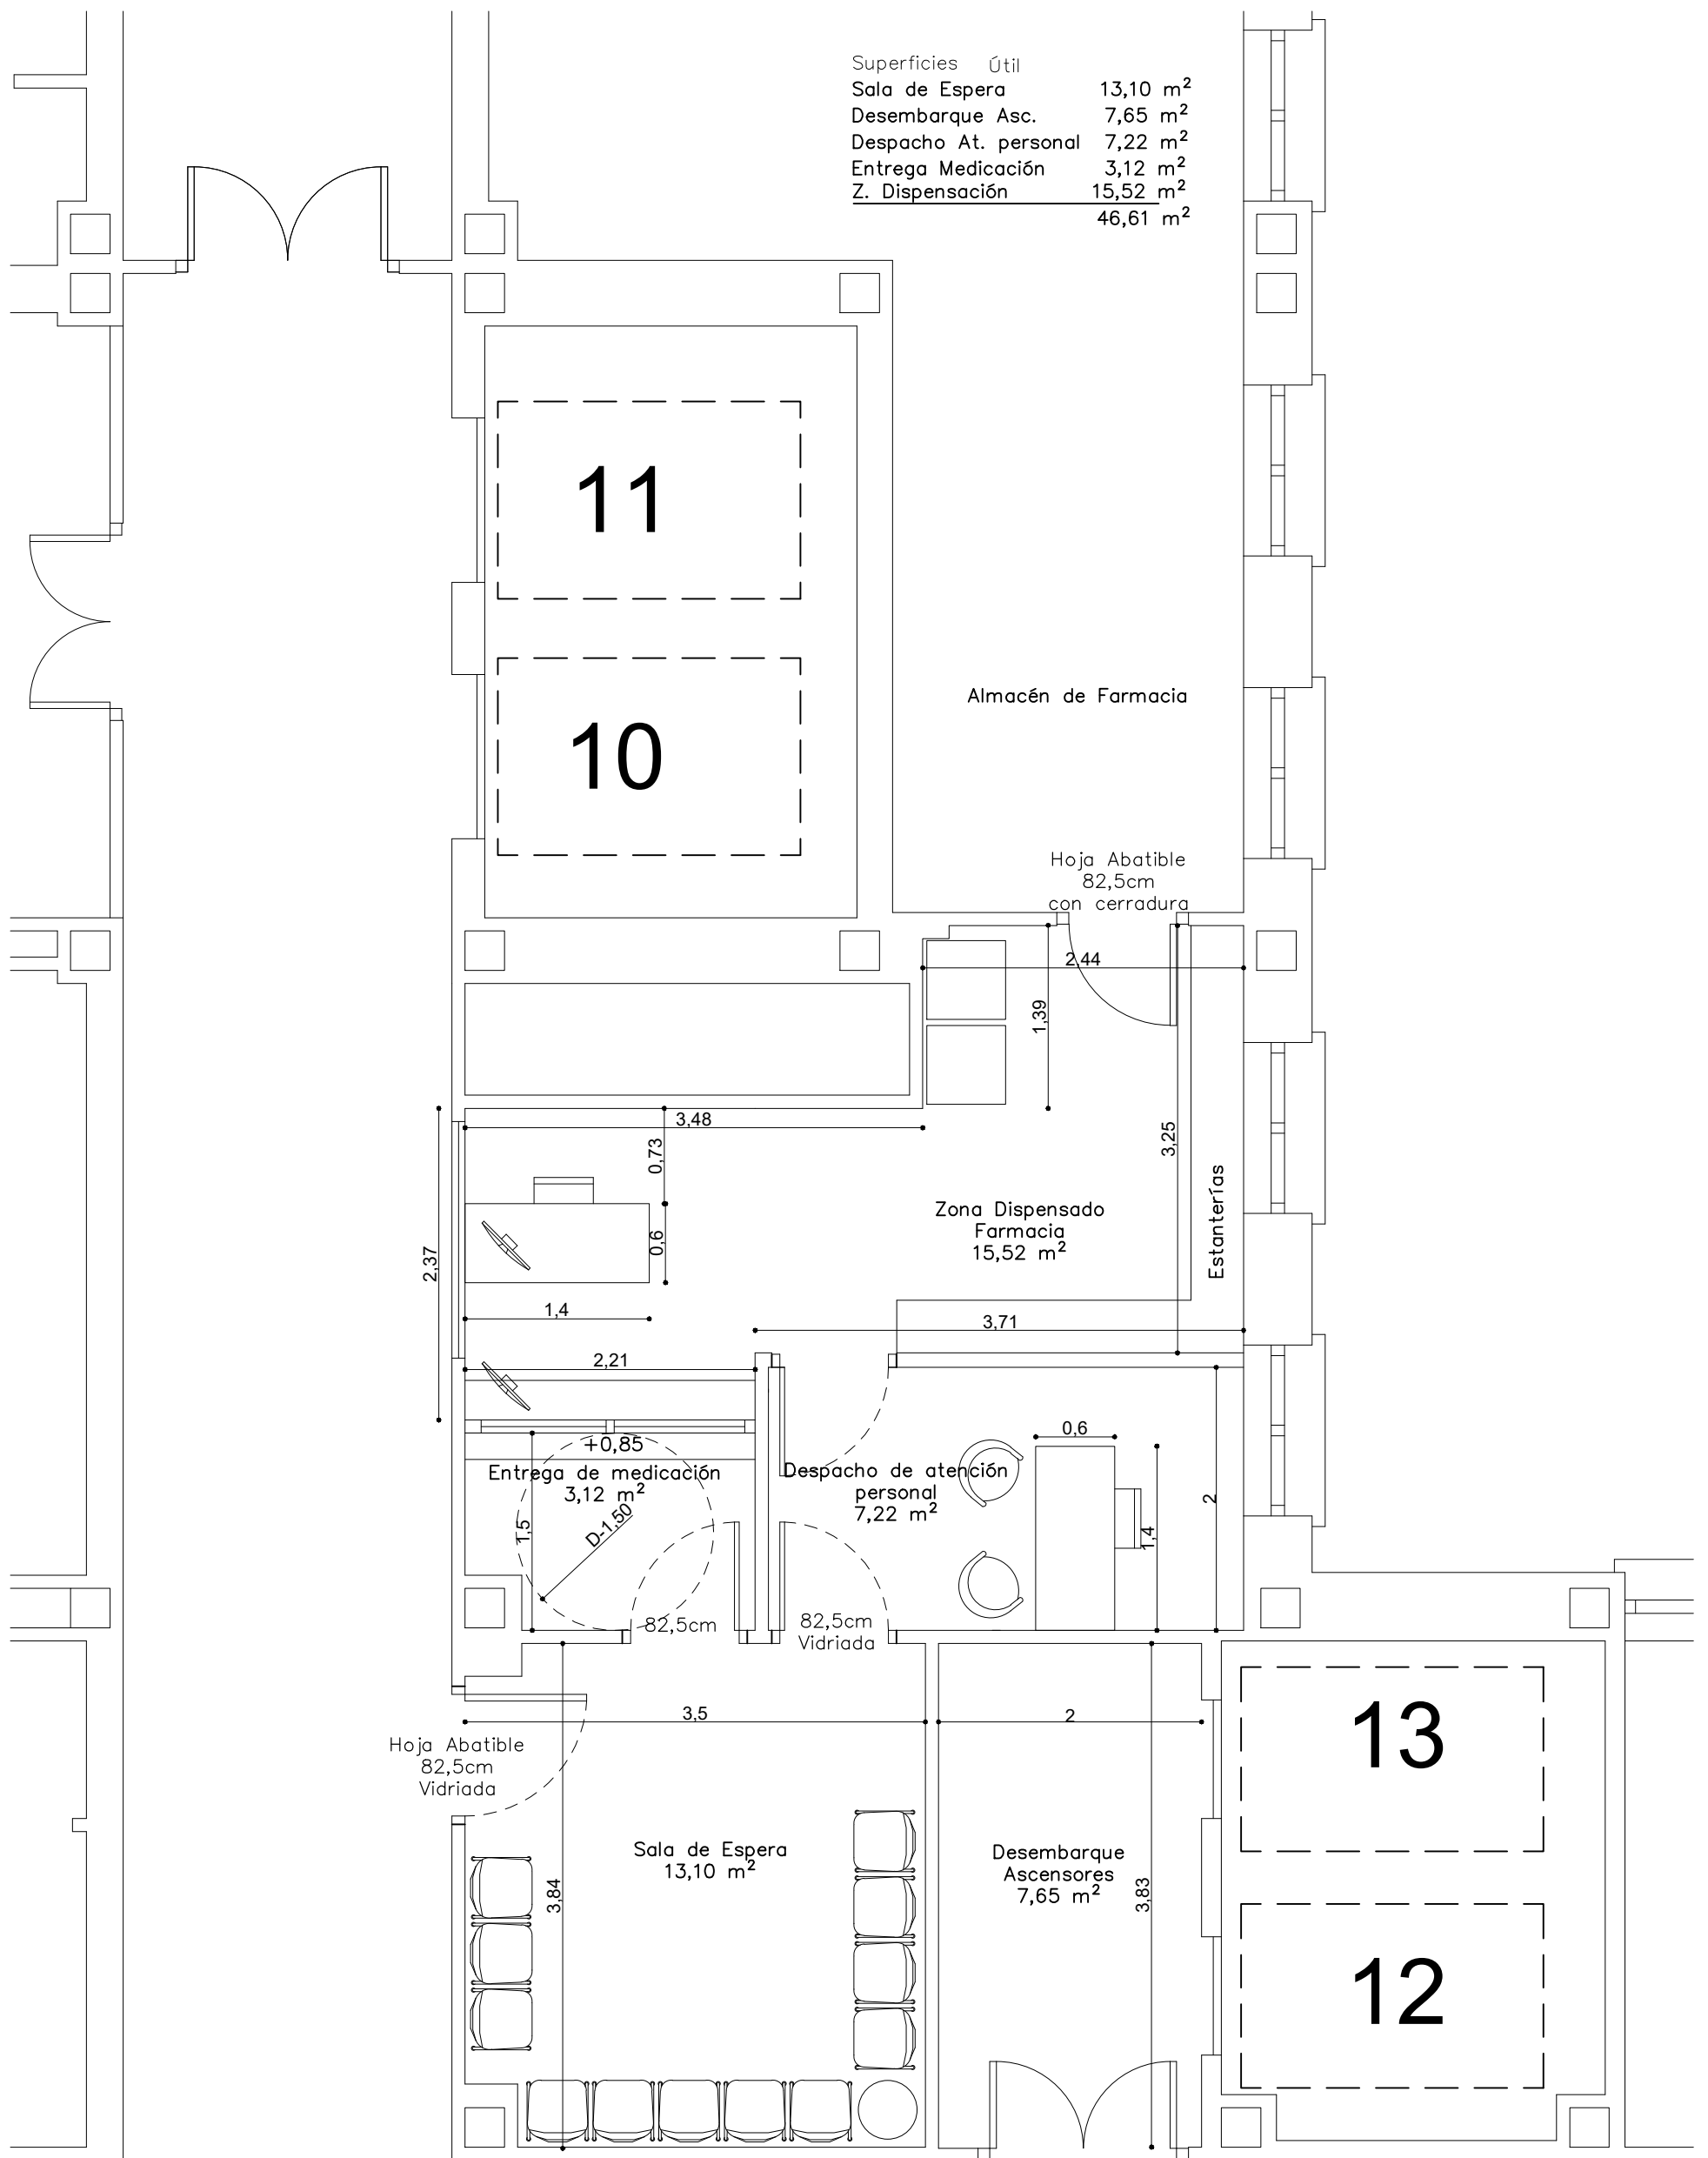 Superficies Útil
Sala de Espera 13,10 m²
Desembarque Asc. 7,65 m²
Despacho At. personal 7,22 m²
Entrega Medicación 3,12 m²
Z. Dispensación 15,52 m²
46,61 m²
11
10
Almacén de Farmacia
Hoja Abatible
82,5cm
con cerradura
2,44
1,39
3,48
0,73
3,25
Estanterías
Zona Dispensado
Farmacia
15,52 m²
0,6
2,37
1,4
3,71
2,21
+0,85
Entrega de medicación
3,12 m²
D-1,50
1,5
0,6
Despacho de atención
personal
7,22 m²
2
1,4
82,5cm
82,5cm
Vidriada
3,5
2
13
Hoja Abatible
82,5cm
Vidriada
Sala de Espera
13,10 m²
3,84
Desembarque
Ascensores
7,65 m²
3,83
12